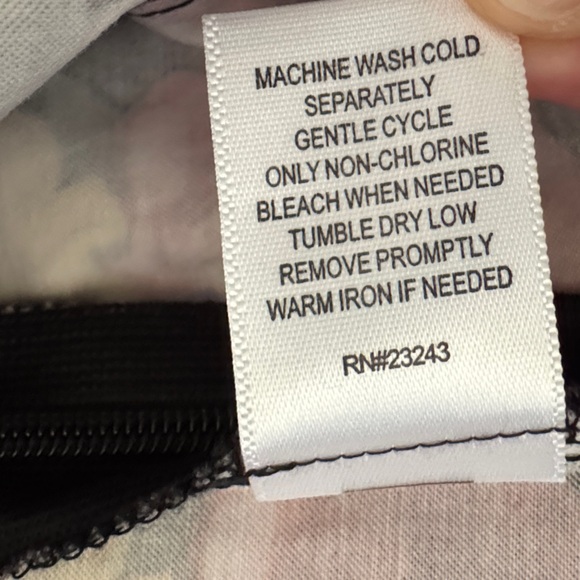 MACHINE WASH COLD
SEPARATELY
GENTLE CYCLE
ONLY NON-CHLORINE
BLEACH WHEN NEEDED
TUMBLE DRY LOW
REMOVE PROMPTLY
WARM IRON IF NEEDED
RN#23243